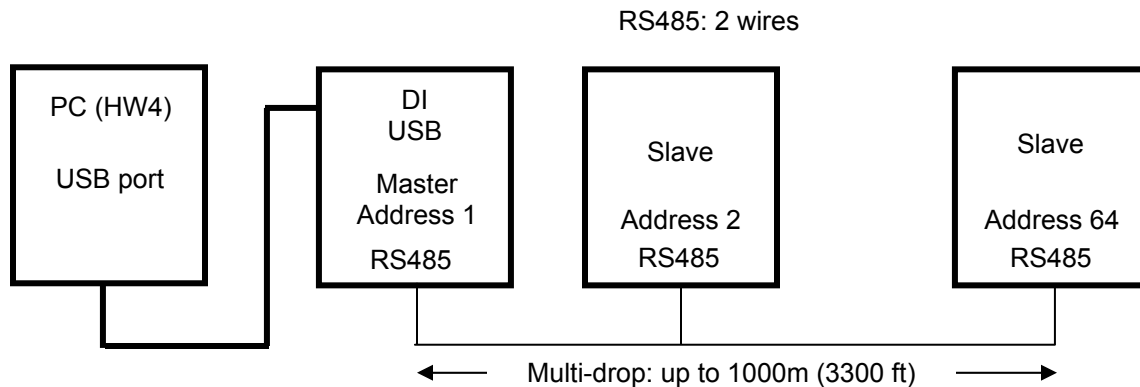 RS485: 2 wires
PC (HW4)
USB port
DI
USB
Master
Address 1
RS485
Slave
Address 2
RS485
Slave
Address 64
RS485
Multi-drop: up to 1000m (3300 ft)